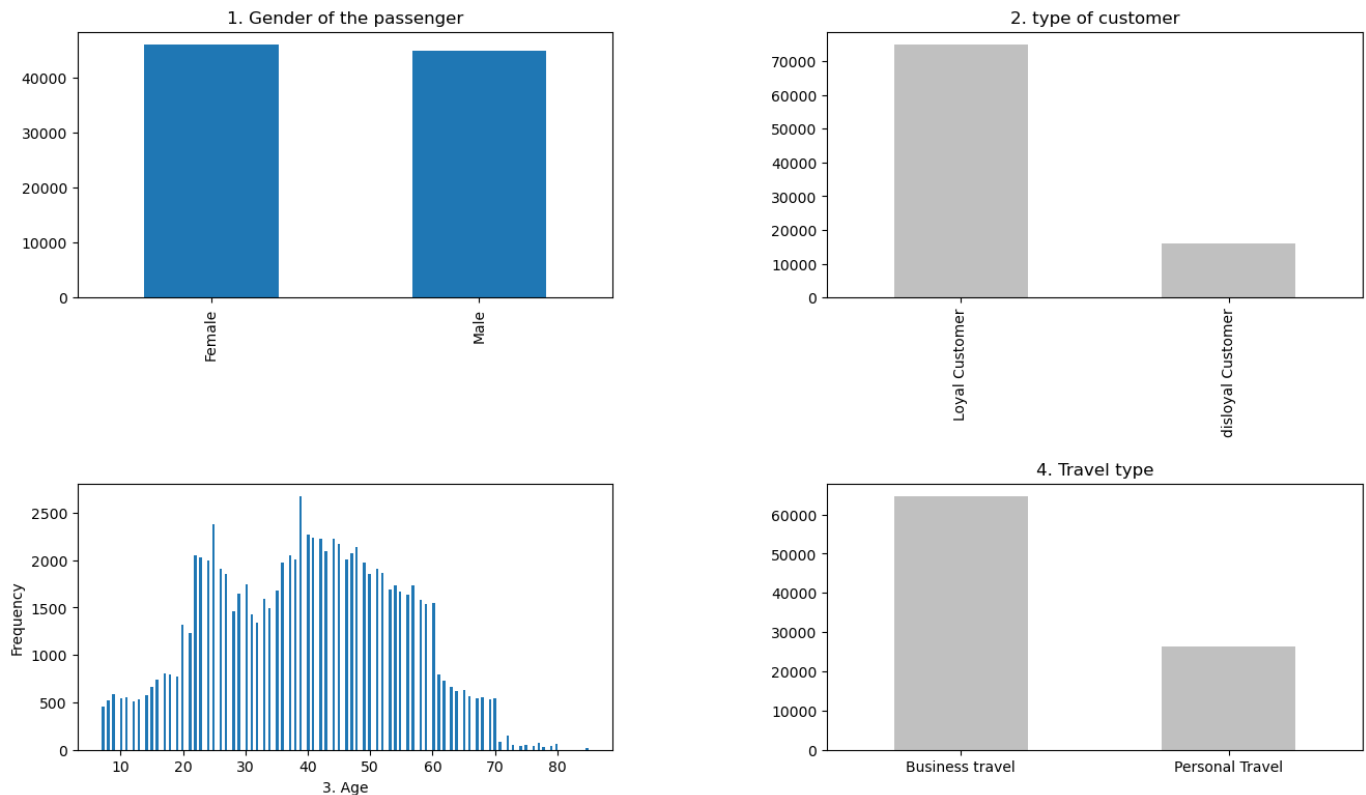 1. Gender of the passenger
40000
30000
20000
10000
0
Female
Male
2. type of customer
70000
60000
50000
40000
30000
20000
10000
0
Loyal Customer
disloyal Customer
2500
2000
1500
1000
500
0
Frequency
10 20 30 40 50 60 70 80
3. Age
4. Travel type
60000
50000
40000
30000
20000
10000
0
Business travel Personal Travel